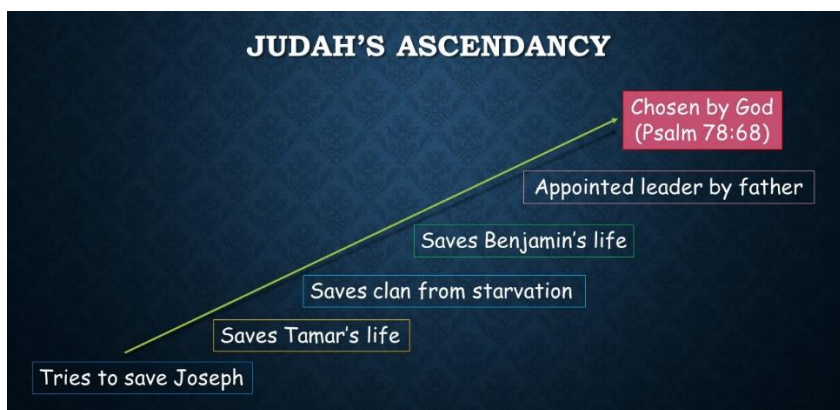 JUDAH'S ASCENDANCY
Chosen by God
(Psalm 78:68)
Appointed leader by father
Saves Benjamin's life
Saves clan from starvation
Saves Tamar's life
Tries to save Joseph